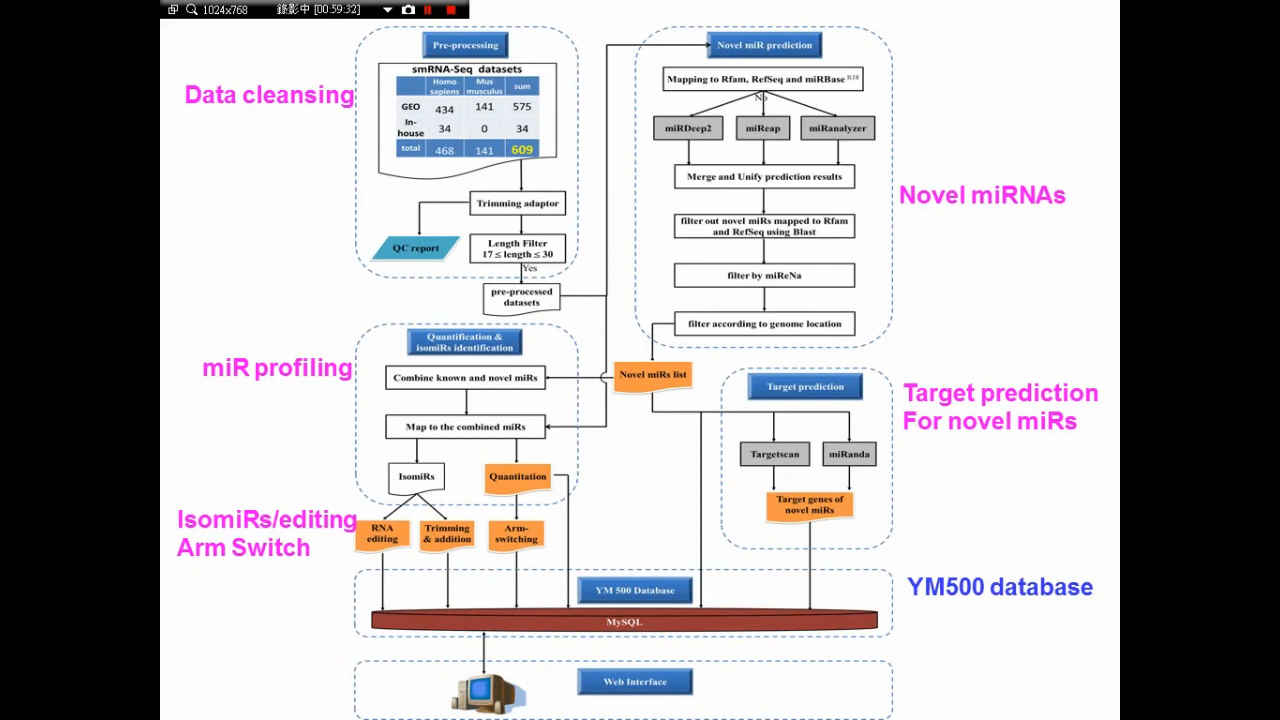 1024x768
錄影中 [00:59:32]
Pre-processing
smRNA-Seq datasets
Homo sapiens
Mus musculus
sum
GEO 434 141 575
In-house 34 0 34
total 468 141 609
Data cleansing
Trimming adaptor
QC report
Length Filter
17 ≤ length ≤ 30
Yes
pre-processed
datasets
Novel miR prediction
Mapping to Rfam, RefSeq and miRBase R18
No
miRDeep2
miReap
miRanalyzer
Merge and Unify prediction results
filter out novel miRs mapped to Rfam
and RefSeq using Blast
filter by miReNa
filter according to genome location
Novel miRNAs
Quantification &
isomiRs identification
miR profiling
Combine known and novel miRs
Novel miRs list
Map to the combined miRs
IsomiRs
Quantitation
IsomiRs/editing
Arm Switch
RNA
editing
Trimming
& addition
Arm-
switching
Target prediction
Target prediction
For novel miRs
Targetscan
miRanda
Target genes of
novel miRs
YM 500 Database
YM500 database
MySQL
Web Interface